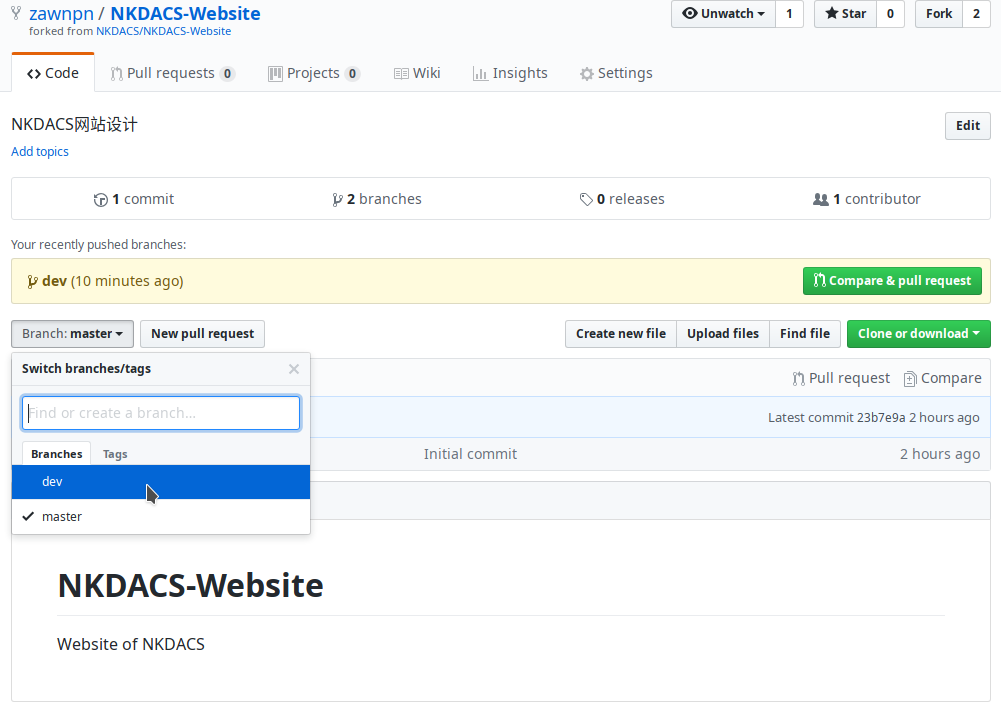 zawnpn / NKDACS-Website
Unwatch 1 Star 0 Fork 2
forked from NKDACS/NKDACS-Website
Code Pull requests 0 Projects 0 Wiki Insights Settings
NKDACS网站设计
Edit
Add topics
1 commit 2 branches 0 releases 1 contributor
Your recently pushed branches:
dev (10 minutes ago) Compare & pull request
Branch: master New pull request Create new file Upload files Find file Clone or download
Switch branches/tags
Pull request Compare
Find or create a branch...
Latest commit 23b7e9a 2 hours ago
Branches Tags
Initial commit 2 hours ago
dev
master
NKDACS-Website
Website of NKDACS